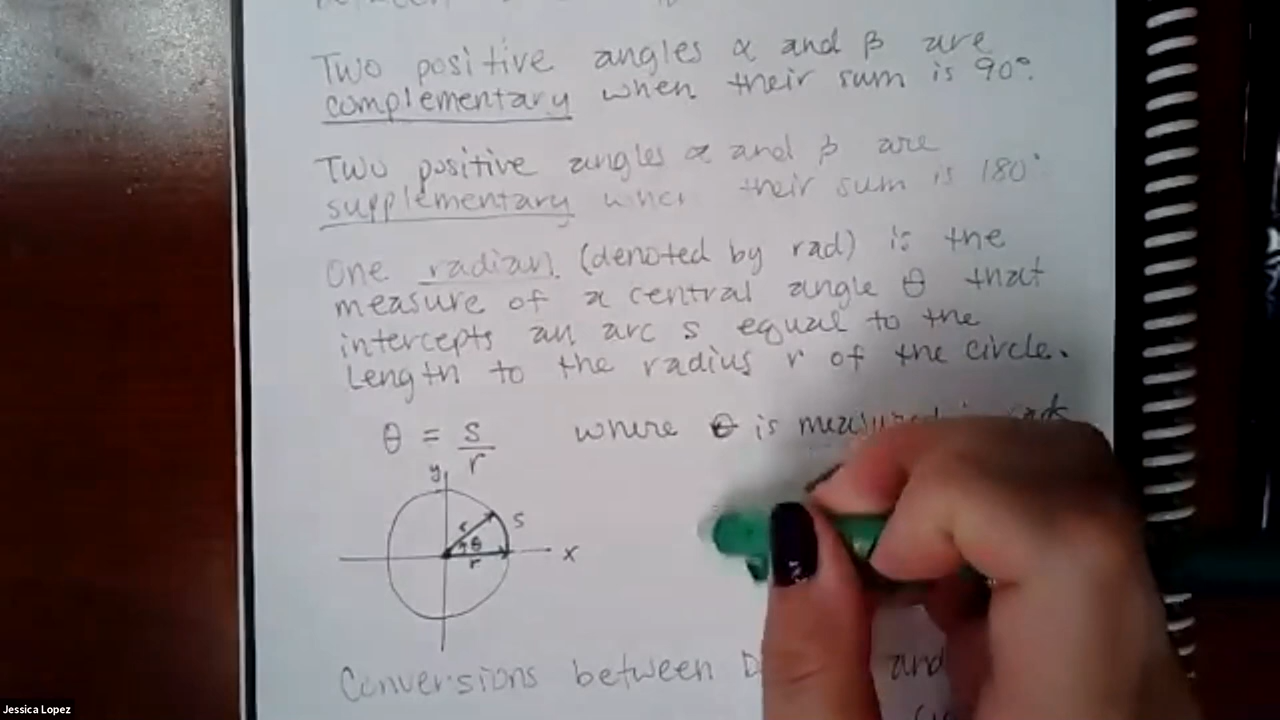 Two positive angles α and β are
complementary when their sum is 90°.
Two positive angles α and β are
supplementary when their sum is 180°
One radian (denoted by rad) is the
measure of a central angle θ that
intercepts an arc s equal to the
length to the radius r of the circle.
θ = s/r where θ is measured
y
r s
θ
r x
Conversions between and
Jessica Lopez